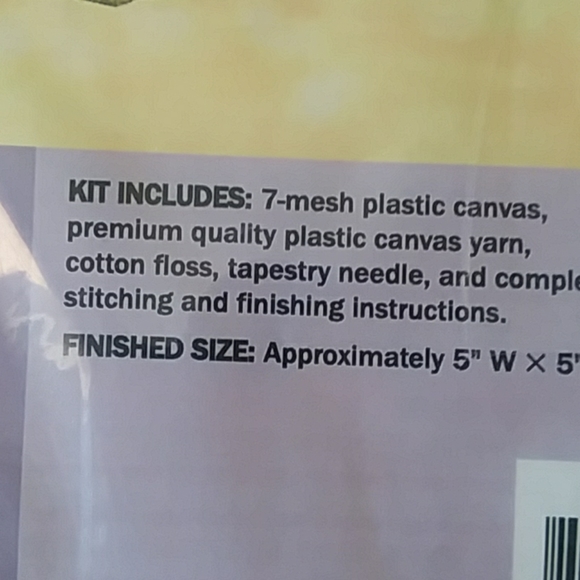 KIT INCLUDES: 7-mesh plastic canvas,
premium quality plastic canvas yarn,
cotton floss, tapestry needle, and comple
stitching and finishing instructions.
FINISHED SIZE: Approximately 5" W X 5"